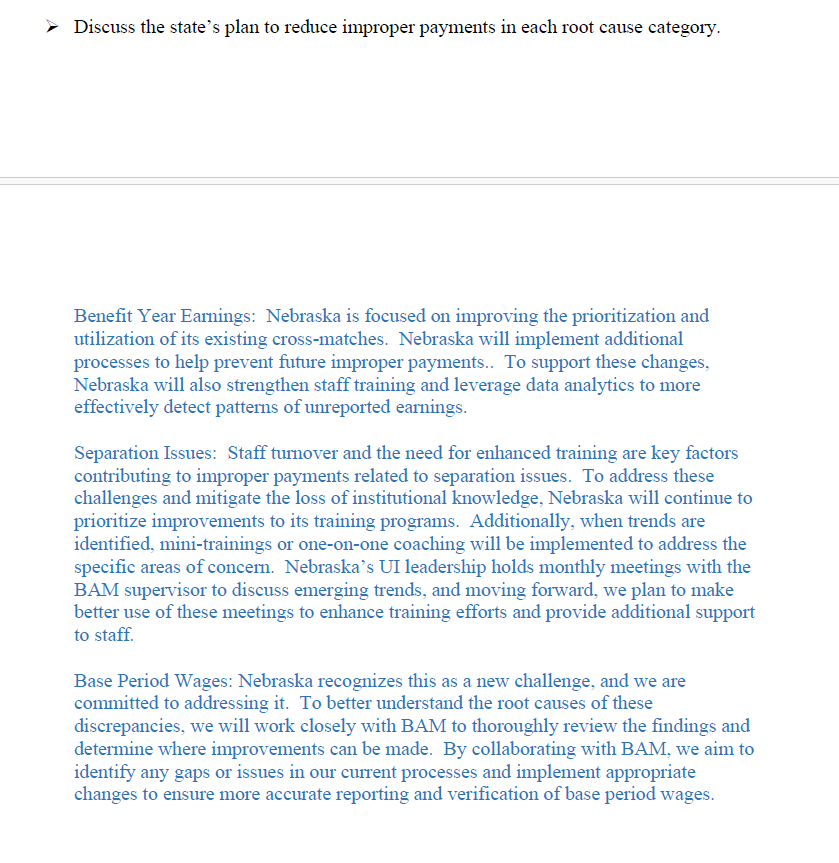 ➢ Discuss the state’s plan to reduce improper payments in each root cause category.
Benefit Year Earnings:  Nebraska is focused on improving the prioritization and
utilization of its existing cross-matches.  Nebraska will implement additional
processes to help prevent future improper payments..  To support these changes,
Nebraska will also strengthen staff training and leverage data analytics to more
effectively detect patterns of unreported earnings.
Separation Issues:  Staff turnover and the need for enhanced training are key factors
contributing to improper payments related to separation issues.  To address these
challenges and mitigate the loss of institutional knowledge, Nebraska will continue to
prioritize improvements to its training programs.  Additionally, when trends are
identified, mini-trainings or one-on-one coaching will be implemented to address the
specific areas of concern.  Nebraska’s UI leadership holds monthly meetings with the
BAM supervisor to discuss emerging trends, and moving forward, we plan to make
better use of these meetings to enhance training efforts and provide additional support
to staff.
Base Period Wages: Nebraska recognizes this as a new challenge, and we are
committed to addressing it.  To better understand the root causes of these
discrepancies, we will work closely with BAM to thoroughly review the findings and
determine where improvements can be made.  By collaborating with BAM, we aim to
identify any gaps or issues in our current processes and implement appropriate
changes to ensure more accurate reporting and verification of base period wages.